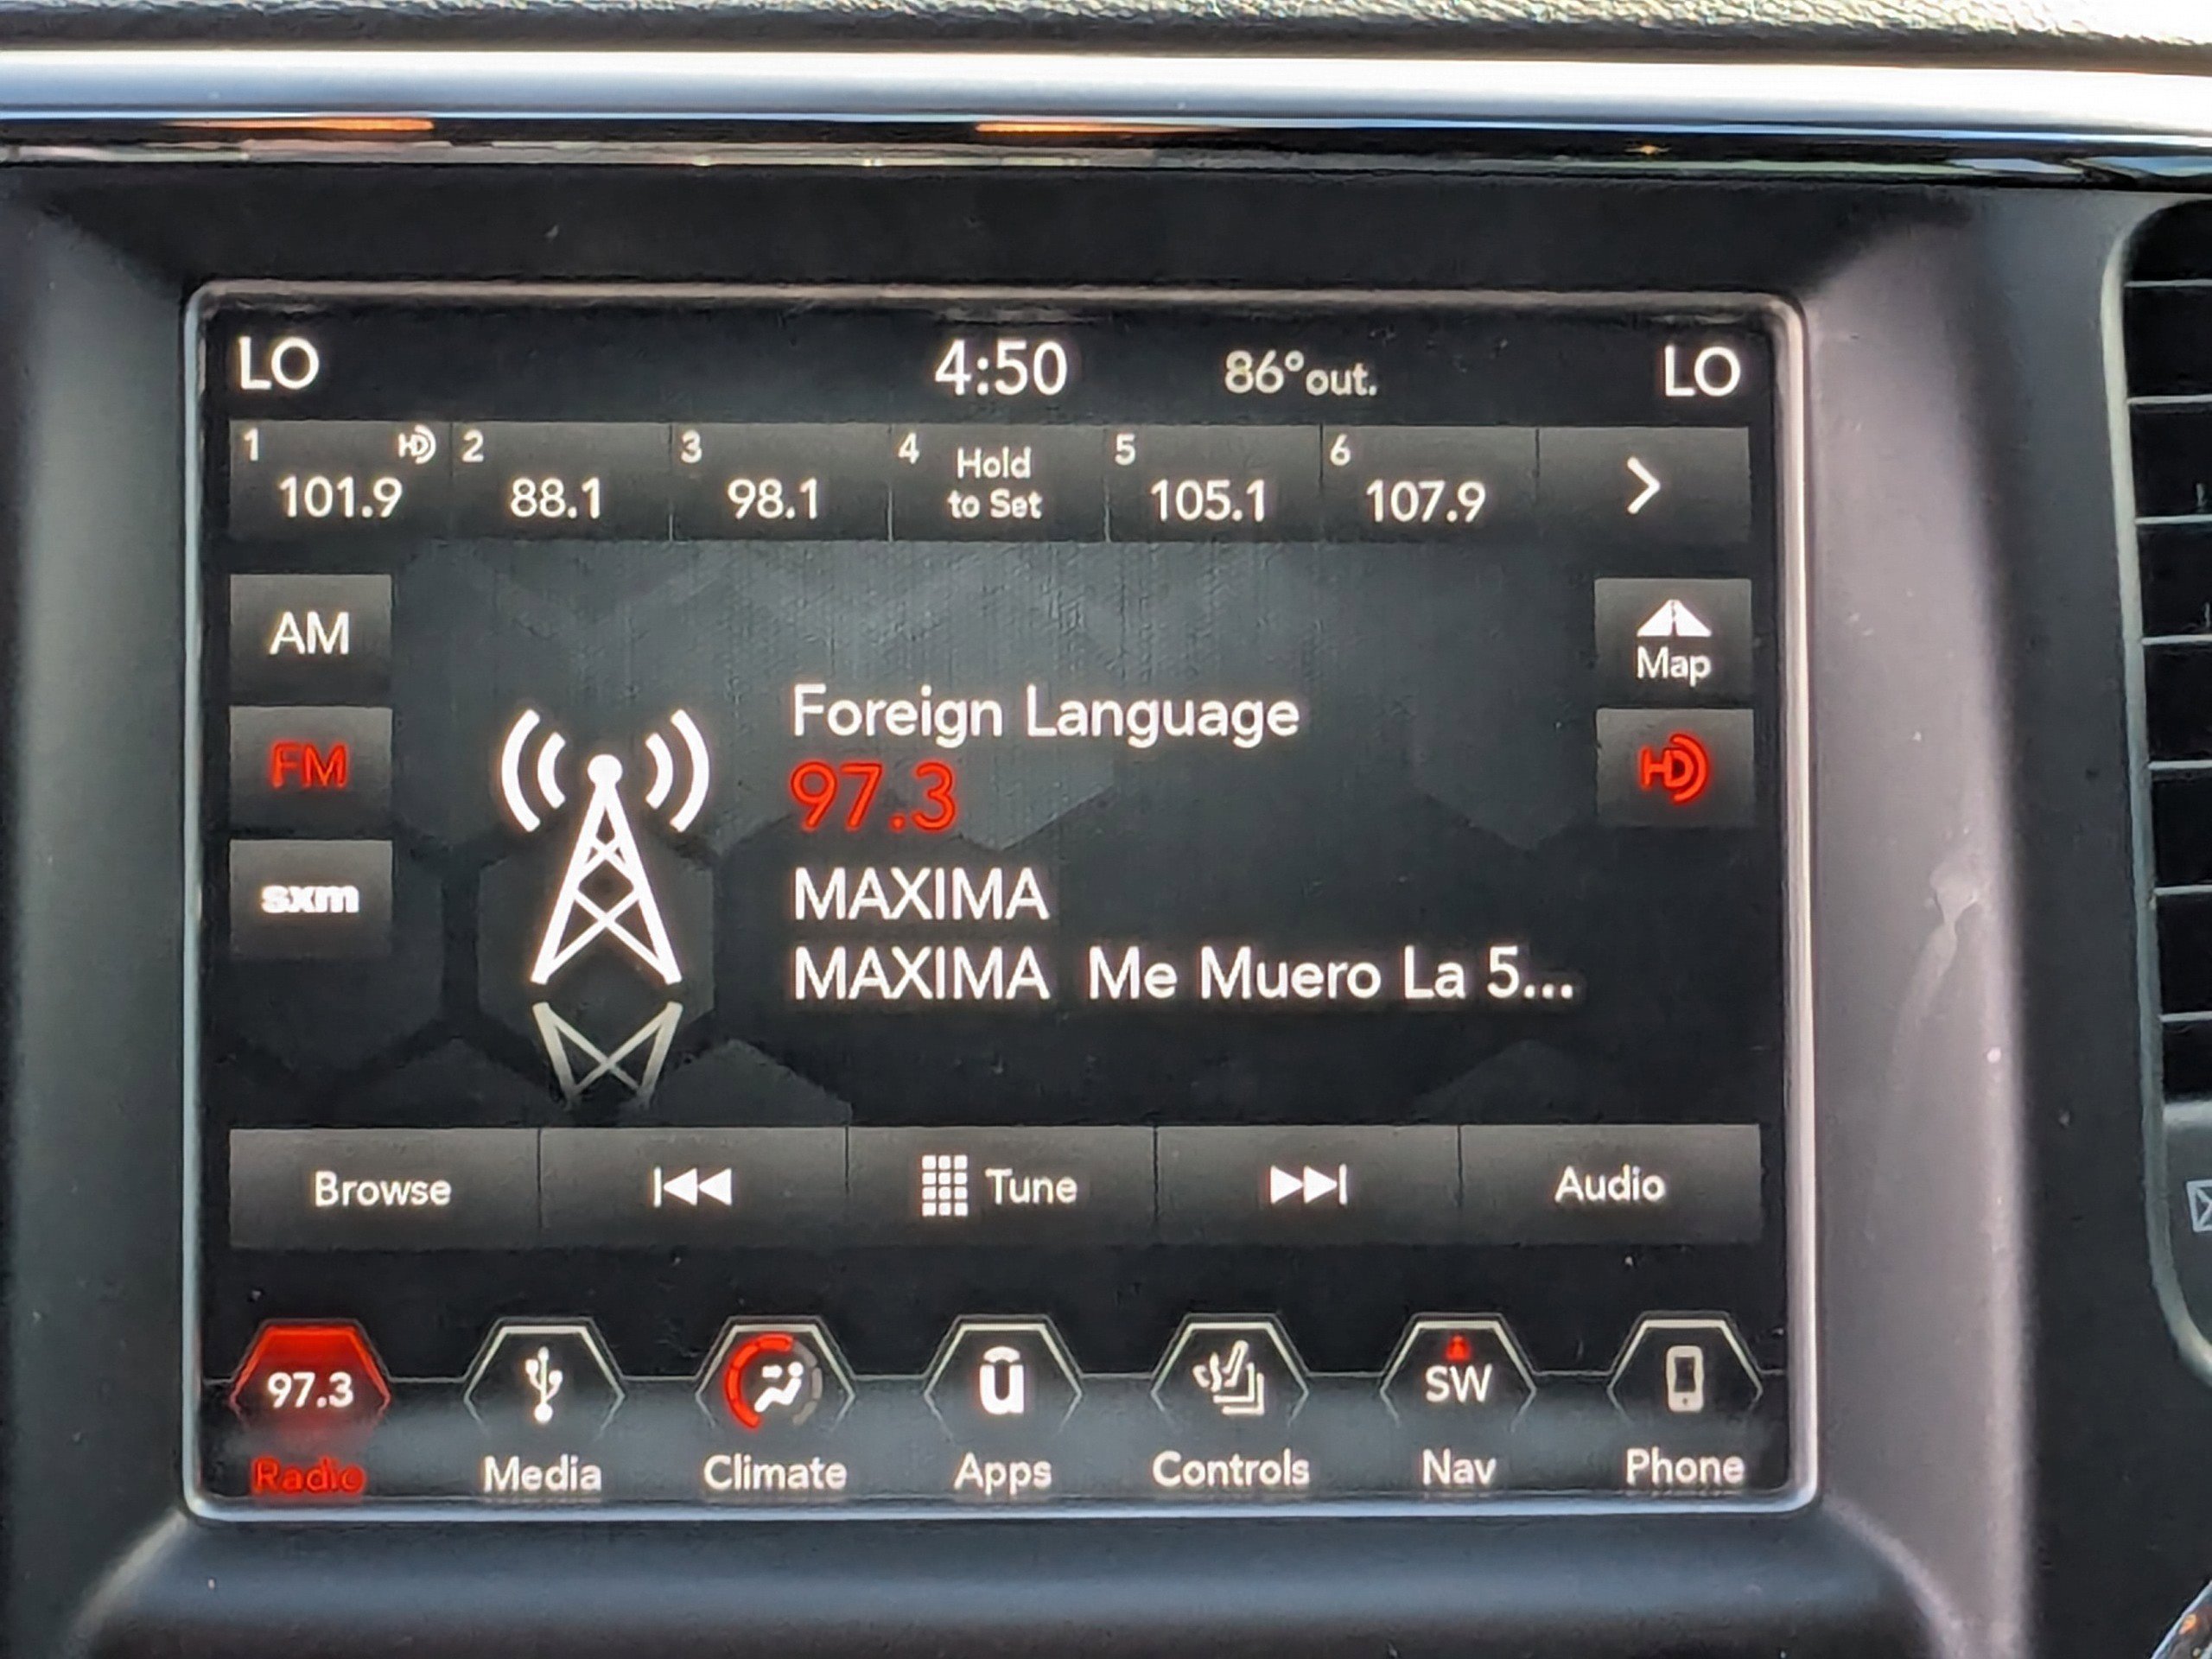 LO 4:50 86°out. LO
1 HD 2 3 4 Hold 5 6
101.9 88.1 98.1 to Set 105.1 107.9
AM
Map
Foreign Language
FM 97.3 HD
sxm MAXIMA
MAXIMA Me Muero La 5...
Browse Tune Audio
97.3 SW
Radio Media Climate Apps Controls Nav Phone